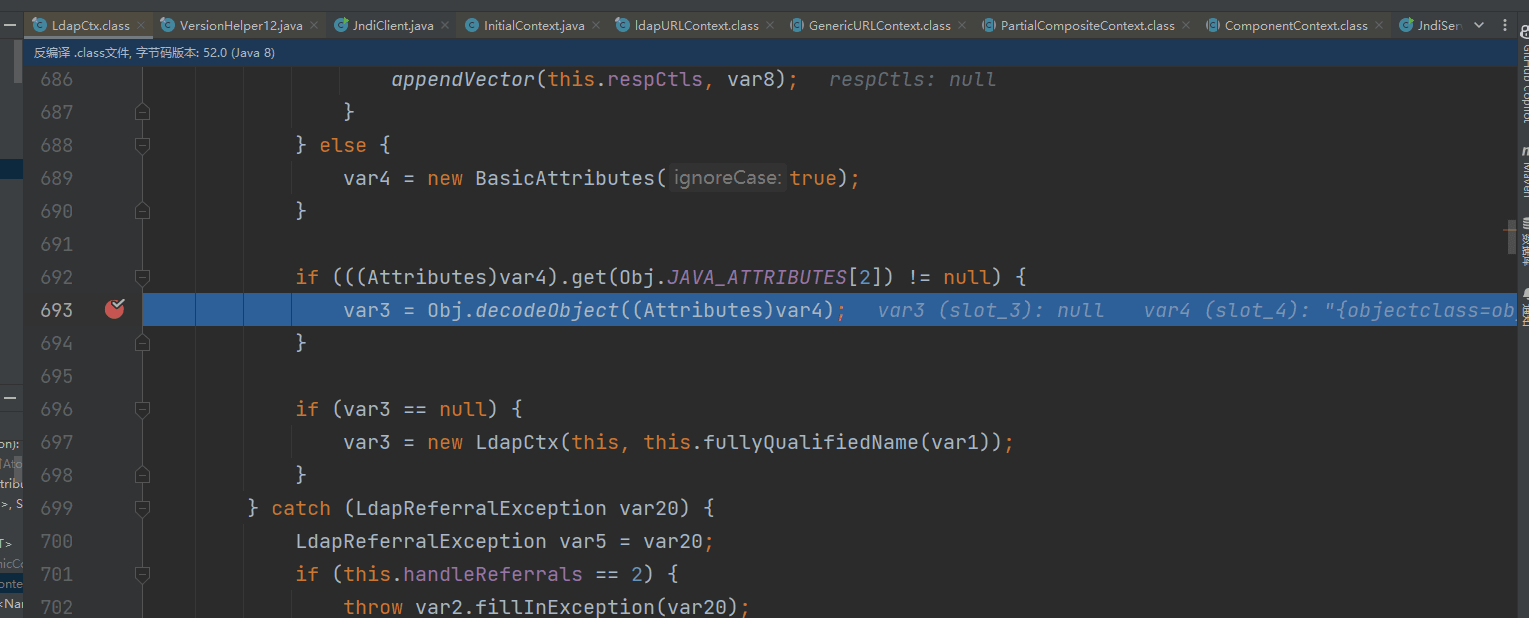 LdapCtx.class VersionHelper12.java JndiClient.java InitialContext.java ldapURLContext.class GenericURLContext.class PartialCompositeContext.class ComponentContext.class JndiSer
反编译 .class文件, 字节码版本: 52.0 (Java 8)
686 appendVector(this.respCtls, var8); respCtls: null
687 }
688 } else {
689 var4 = new BasicAttributes( ignoreCase: true);
690 }
691
692 if (((Attributes)var4).get(Obj.JAVA_ATTRIBUTES[2]) != null) {
693 var3 = Obj.decodeObject((Attributes)var4); var3 (slot_3): null var4 (slot_4): "{objectclass=ob
694 }
695
696 if (var3 == null) {
697 var3 = new LdapCtx(this, this.fullyQualifiedName(var1));
698 }
699 } catch (LdapReferralException var20) {
700 LdapReferralException var5 = var20;
701 if (this.handleReferrals == 2) {
702 throw var2.fillInException(var20);